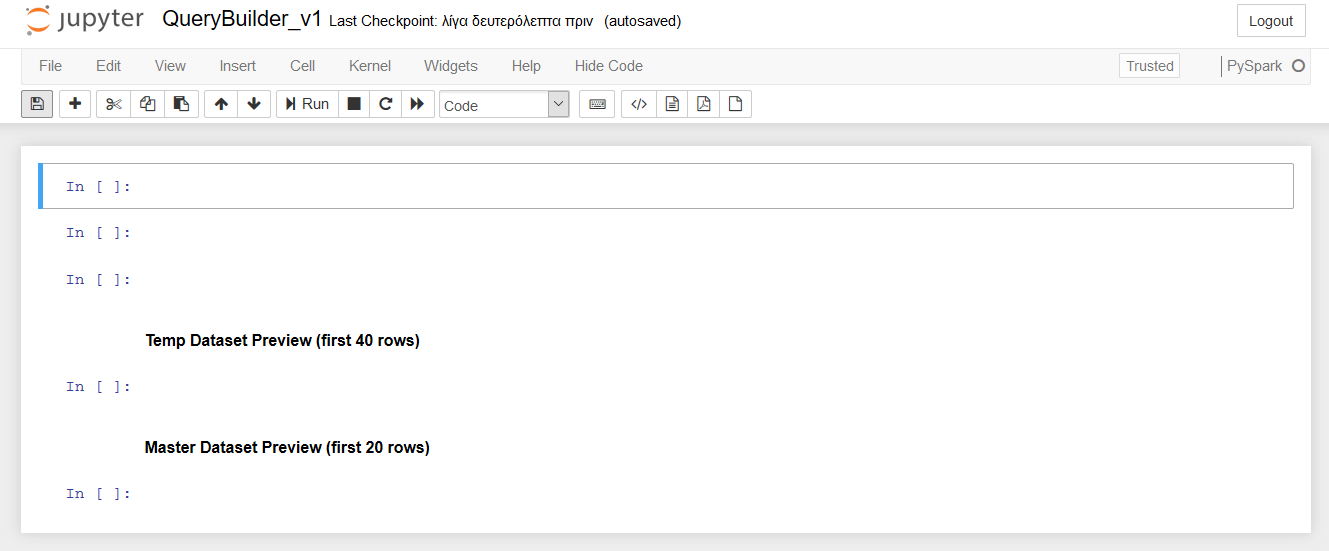 jupyter QueryBuilder_v1 Last Checkpoint: λίγα δευτερόλεπτα πριν (autosaved) Logout
File Edit View Insert Cell Kernel Widgets Help Hide Code Trusted PySpark
Run Code </>
In [ ]:
In [ ]:
In [ ]:
Temp Dataset Preview (first 40 rows)
In [ ]:
Master Dataset Preview (first 20 rows)
In [ ]: